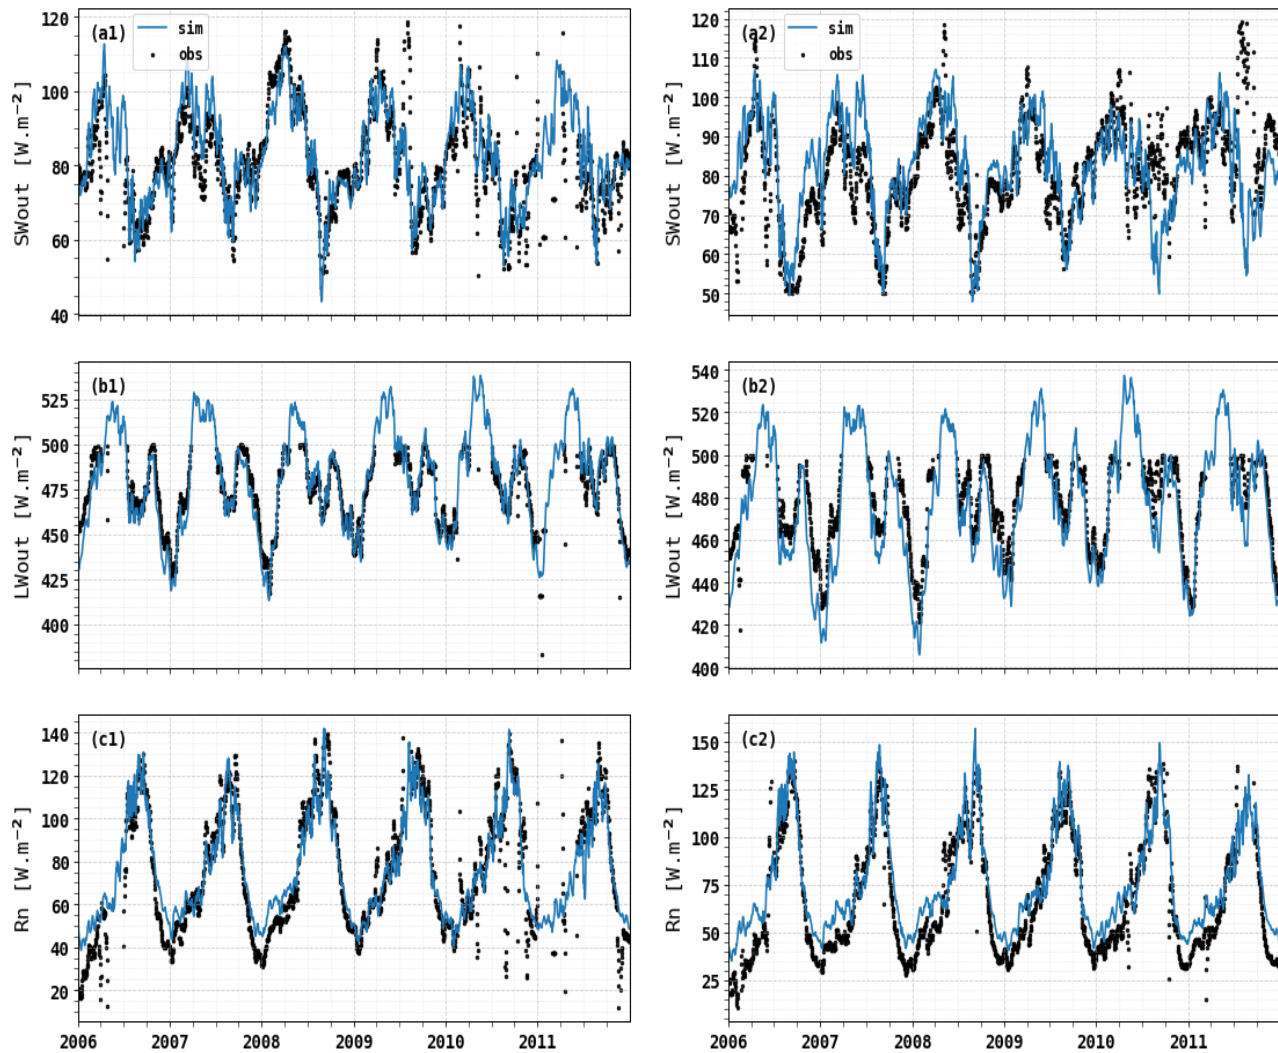 (a1)
sim
obs
120
100
80
60
40
SWout [W.m⁻²]
(a2)
sim
obs
120
110
100
90
80
70
60
50
SWout [W.m⁻²]
(b1)
525
500
475
450
425
400
LWout [W.m⁻²]
(b2)
540
520
500
480
460
440
420
400
LWout [W.m⁻²]
(c1)
140
120
100
80
60
40
20
Rn [W.m⁻²]
2006 2007 2008 2009 2010 2011
(c2)
150
125
100
75
50
25
Rn [W.m⁻²]
2006 2007 2008 2009 2010 2011